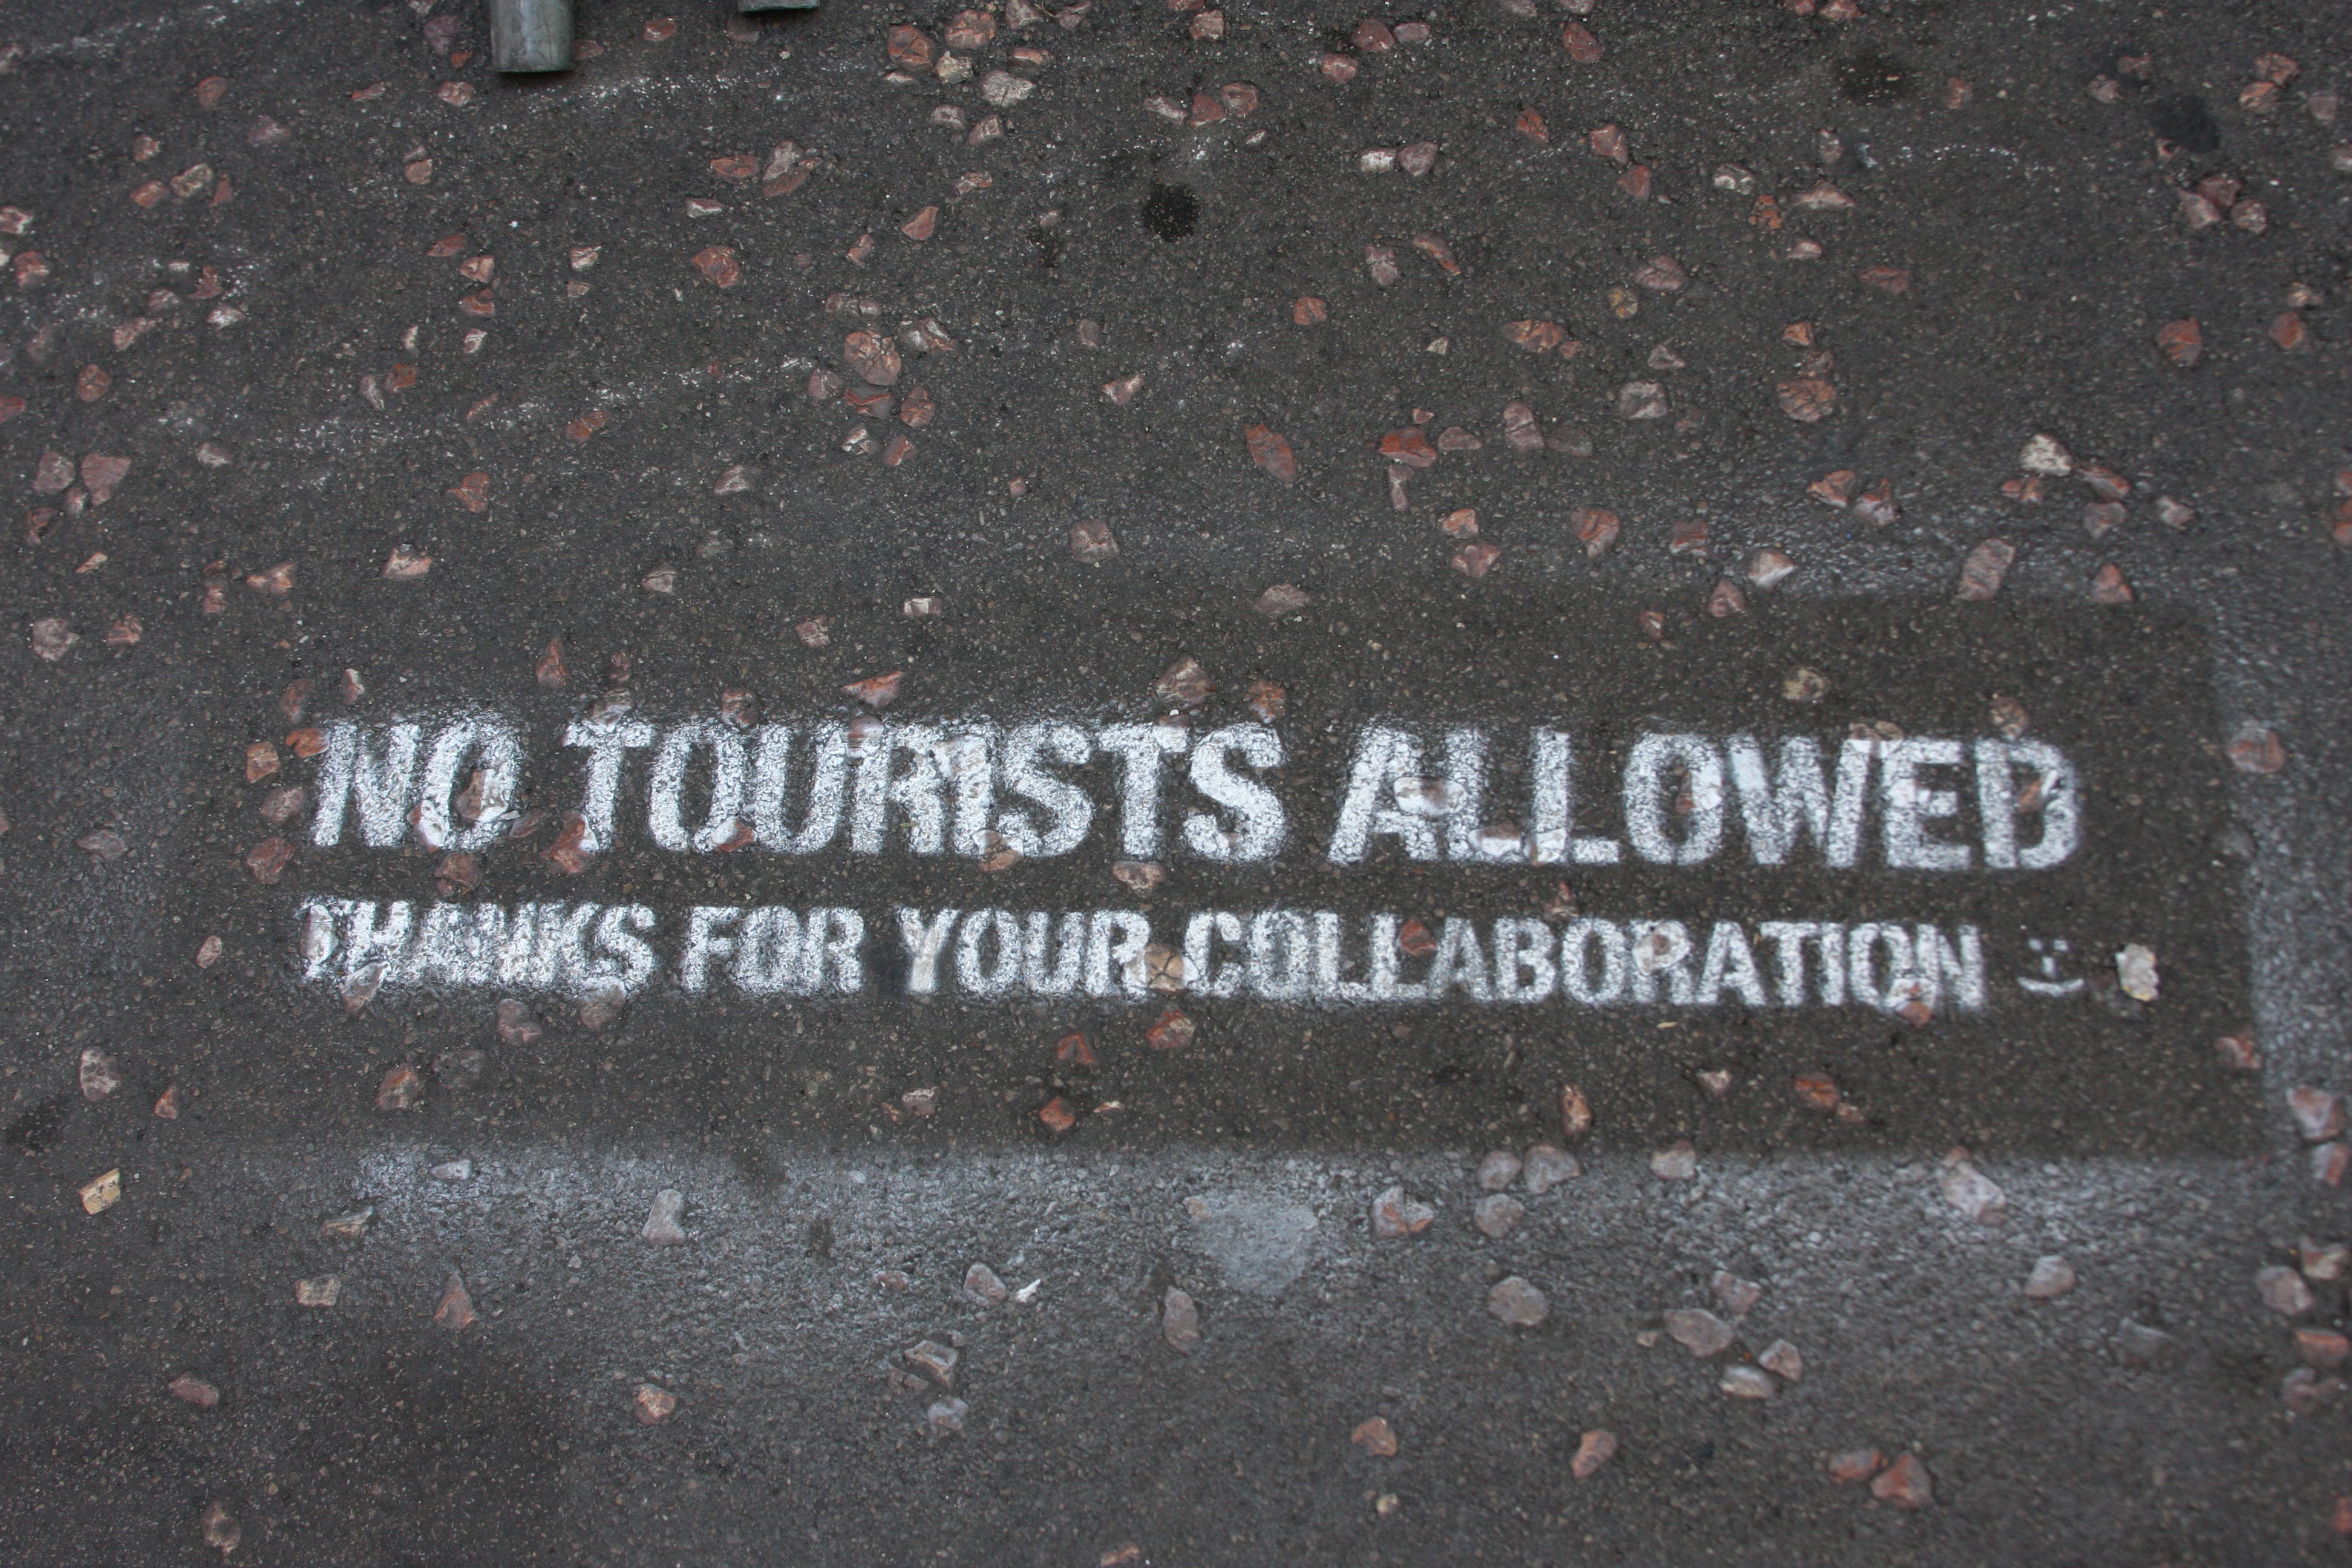 NO TOURISTS ALLOWED
THANKS FOR YOUR COLLABORATION